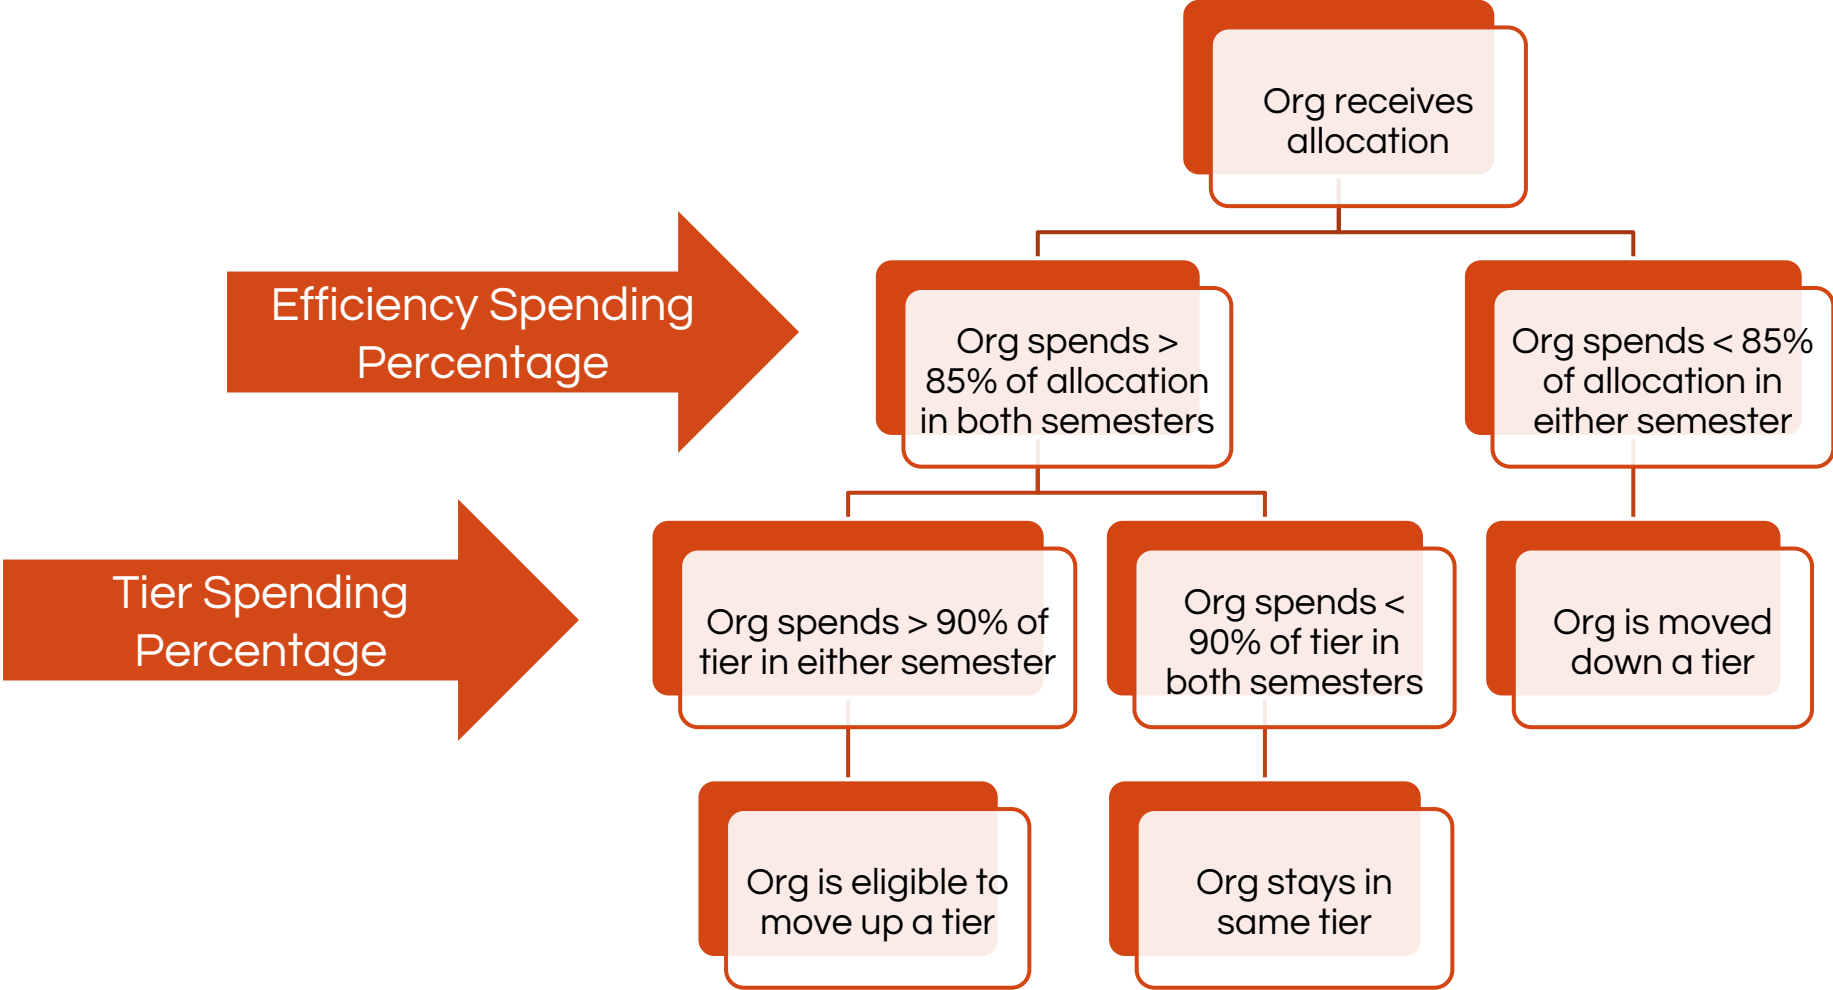 Org receives
allocation
Efficiency Spending
Percentage
Org spends >
85% of allocation
in both semesters
Org spends < 85%
of allocation in
either semester
Tier Spending
Percentage
Org spends > 90% of
tier in either semester
Org spends <
90% of tier in
both semesters
Org is moved
down a tier
Org is eligible to
move up a tier
Org stays in
same tier